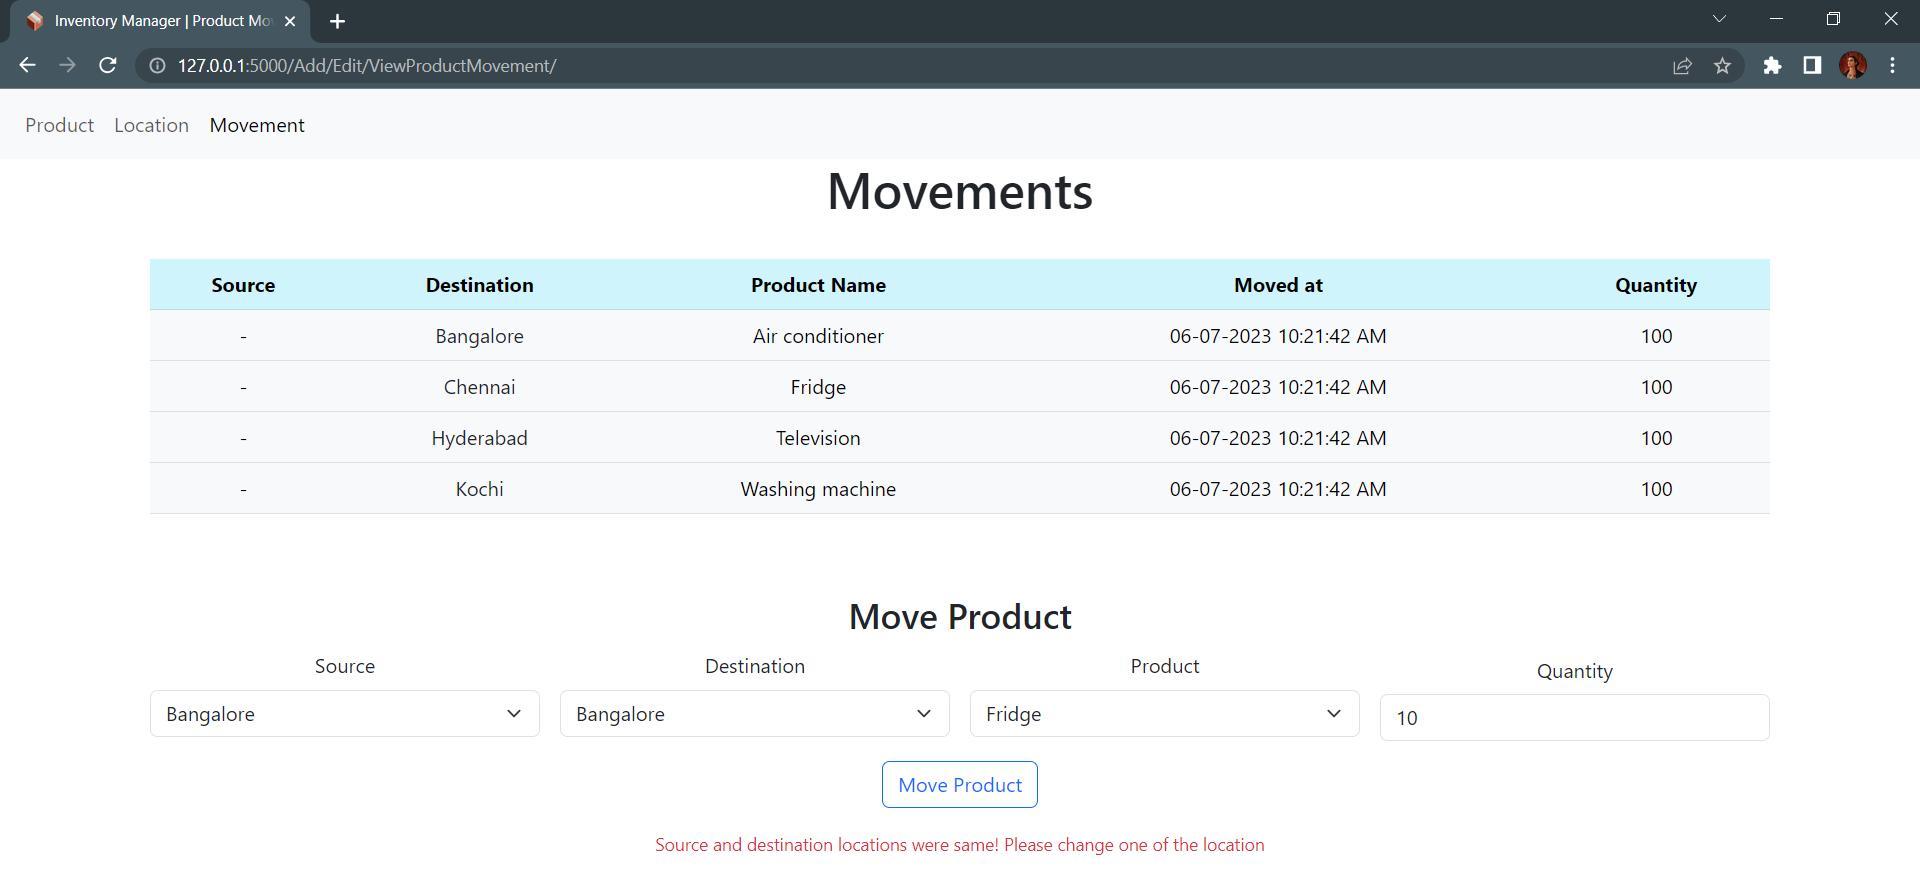 Inventory Manager | Product Mo
127.0.0.1:5000/Add/Edit/ViewProductMovement/
Product Location Movement
Movements
Source Destination Product Name Moved at Quantity
- Bangalore Air conditioner 06-07-2023 10:21:42 AM 100
- Chennai Fridge 06-07-2023 10:21:42 AM 100
- Hyderabad Television 06-07-2023 10:21:42 AM 100
- Kochi Washing machine 06-07-2023 10:21:42 AM 100
Move Product
Source Destination Product Quantity
Bangalore Bangalore Fridge 10
Move Product
Source and destination locations were same! Please change one of the location